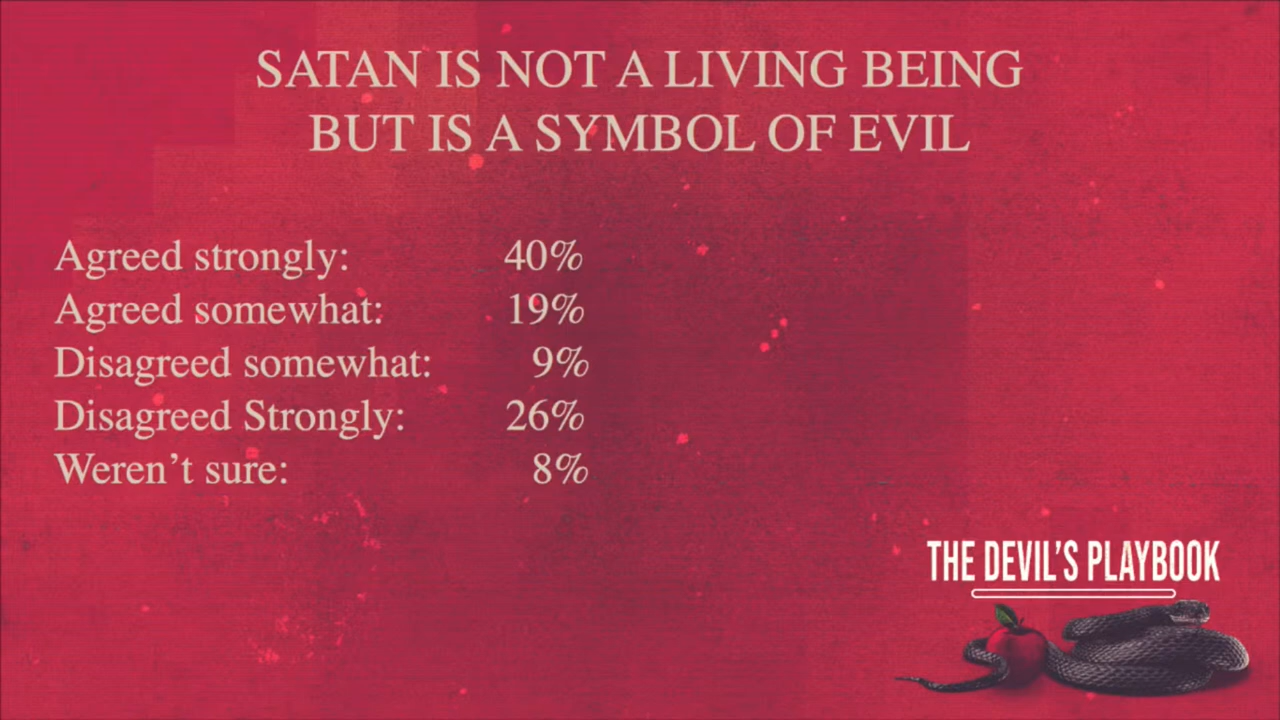 SATAN IS NOT A LIVING BEING
BUT IS A SYMBOL OF EVIL
Agreed strongly: 40%
Agreed somewhat: 19%
Disagreed somewhat: 9%
Disagreed Strongly: 26%
Weren’t sure: 8%
THE DEVIL’S PLAYBOOK